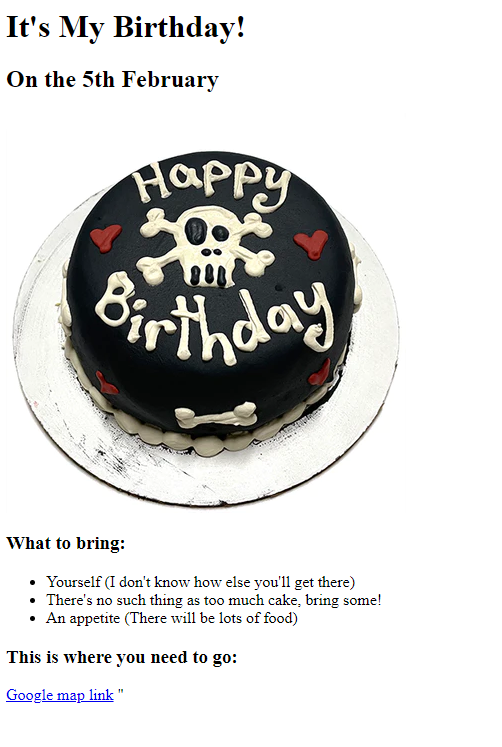 It's My Birthday!
On the 5th February
Happy
Birthday
What to bring:
Yourself (I don't know how else you'll get there)
There's no such thing as too much cake, bring some!
An appetite (There will be lots of food)
This is where you need to go:
Google map link "